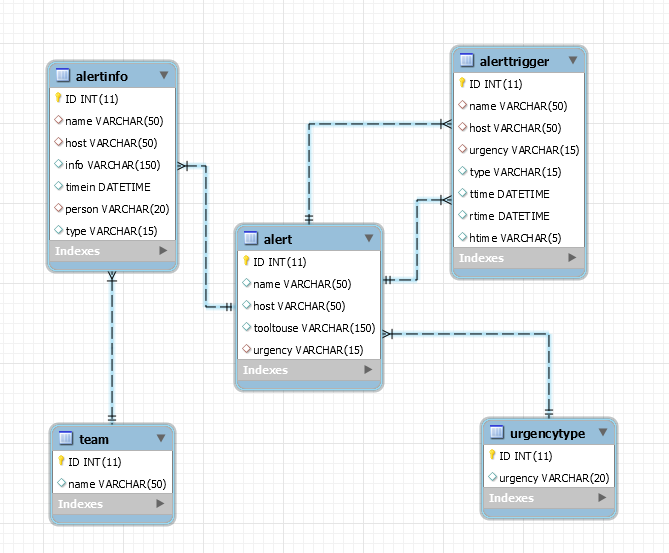 alertinfo
ID INT(11)
name VARCHAR(50)
host VARCHAR(50)
info VARCHAR(150)
timein DATETIME
person VARCHAR(20)
type VARCHAR(15)
Indexes
alerttrigger
ID INT(11)
name VARCHAR(50)
host VARCHAR(50)
urgency VARCHAR(15)
type VARCHAR(15)
ttime DATETIME
rtime DATETIME
htime VARCHAR(5)
Indexes
alert
ID INT(11)
name VARCHAR(50)
host VARCHAR(50)
tooltouse VARCHAR(150)
urgency VARCHAR(15)
Indexes
team
ID INT(11)
name VARCHAR(50)
Indexes
urgencytype
ID INT(11)
urgency VARCHAR(20)
Indexes